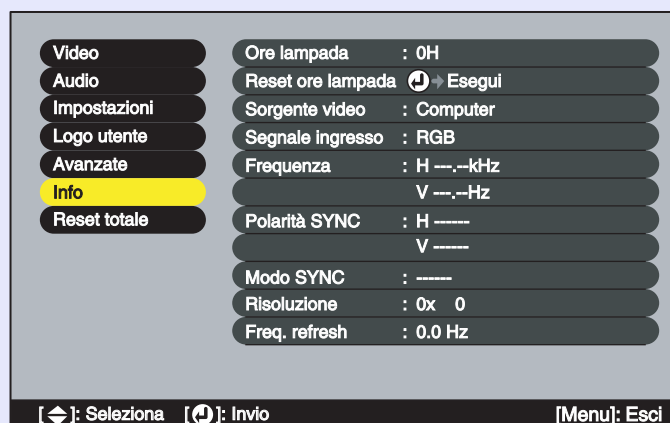 Video
Audio
Impostazioni
Logo utente
Avanzate
Info
Reset totale
Ore lampada : 0H
Reset ore lampada Esegui
Sorgente video : Computer
Segnale ingresso : RGB
Frequenza : H ---.--kHz
V ---.--Hz
Polarità SYNC : H ------
V ------
Modo SYNC : ------
Risoluzione : 0x 0
Freq. refresh : 0.0 Hz
[ ]: Seleziona [ ]: Invio [Menu]: Esci